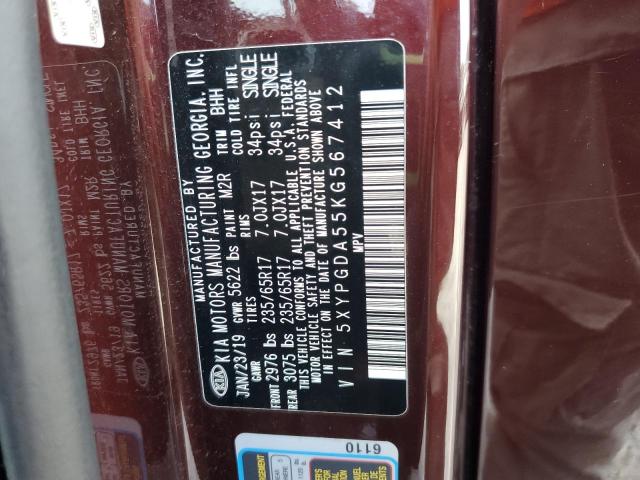 MANUFACTURED BY
KIA KIA MOTORS MANUFACTURING GEORGIA, INC.
JAN/23/19 GVWR 5622 lbs PAINT M2R TRIM BHH
GAWR TIRES RIMS COLD TIRE INFL
FRONT 2976 lbs 235/65R17 7.0JX17 34psi SINGLE
REAR 3075 lbs 235/65R17 7.0JX17 34psi SINGLE
THIS VEHICLE CONFORMS TO ALL APPLICABLE U.S.A. FEDERAL
MOTOR VEHICLE SAFETY AND THEFT PREVENTION STANDARDS
IN EFFECT ON THE DATE OF MANUFACTURE SHOWN ABOVE
VIN 5XYPGDA55KG567412
MPV
6110